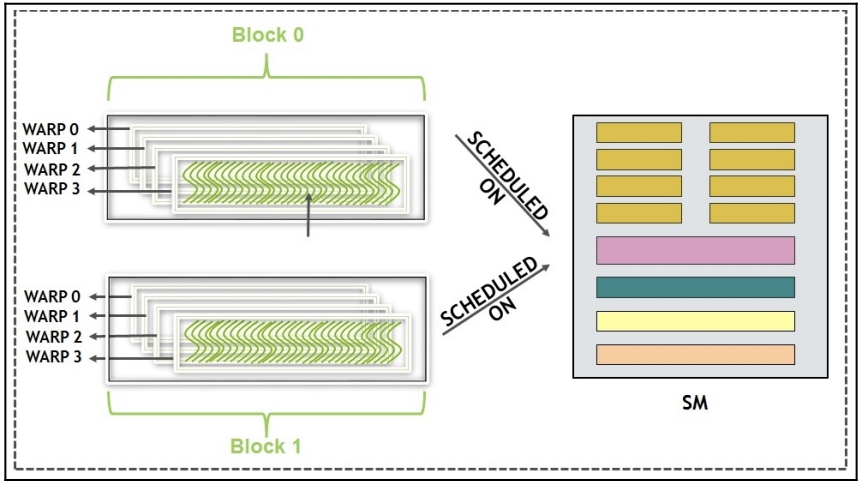 Block 0
WARP 0
WARP 1
WARP 2
WARP 3
SCHEDULED
ON
WARP 0
WARP 1
WARP 2
WARP 3
SCHEDULED
ON
SM
Block 1